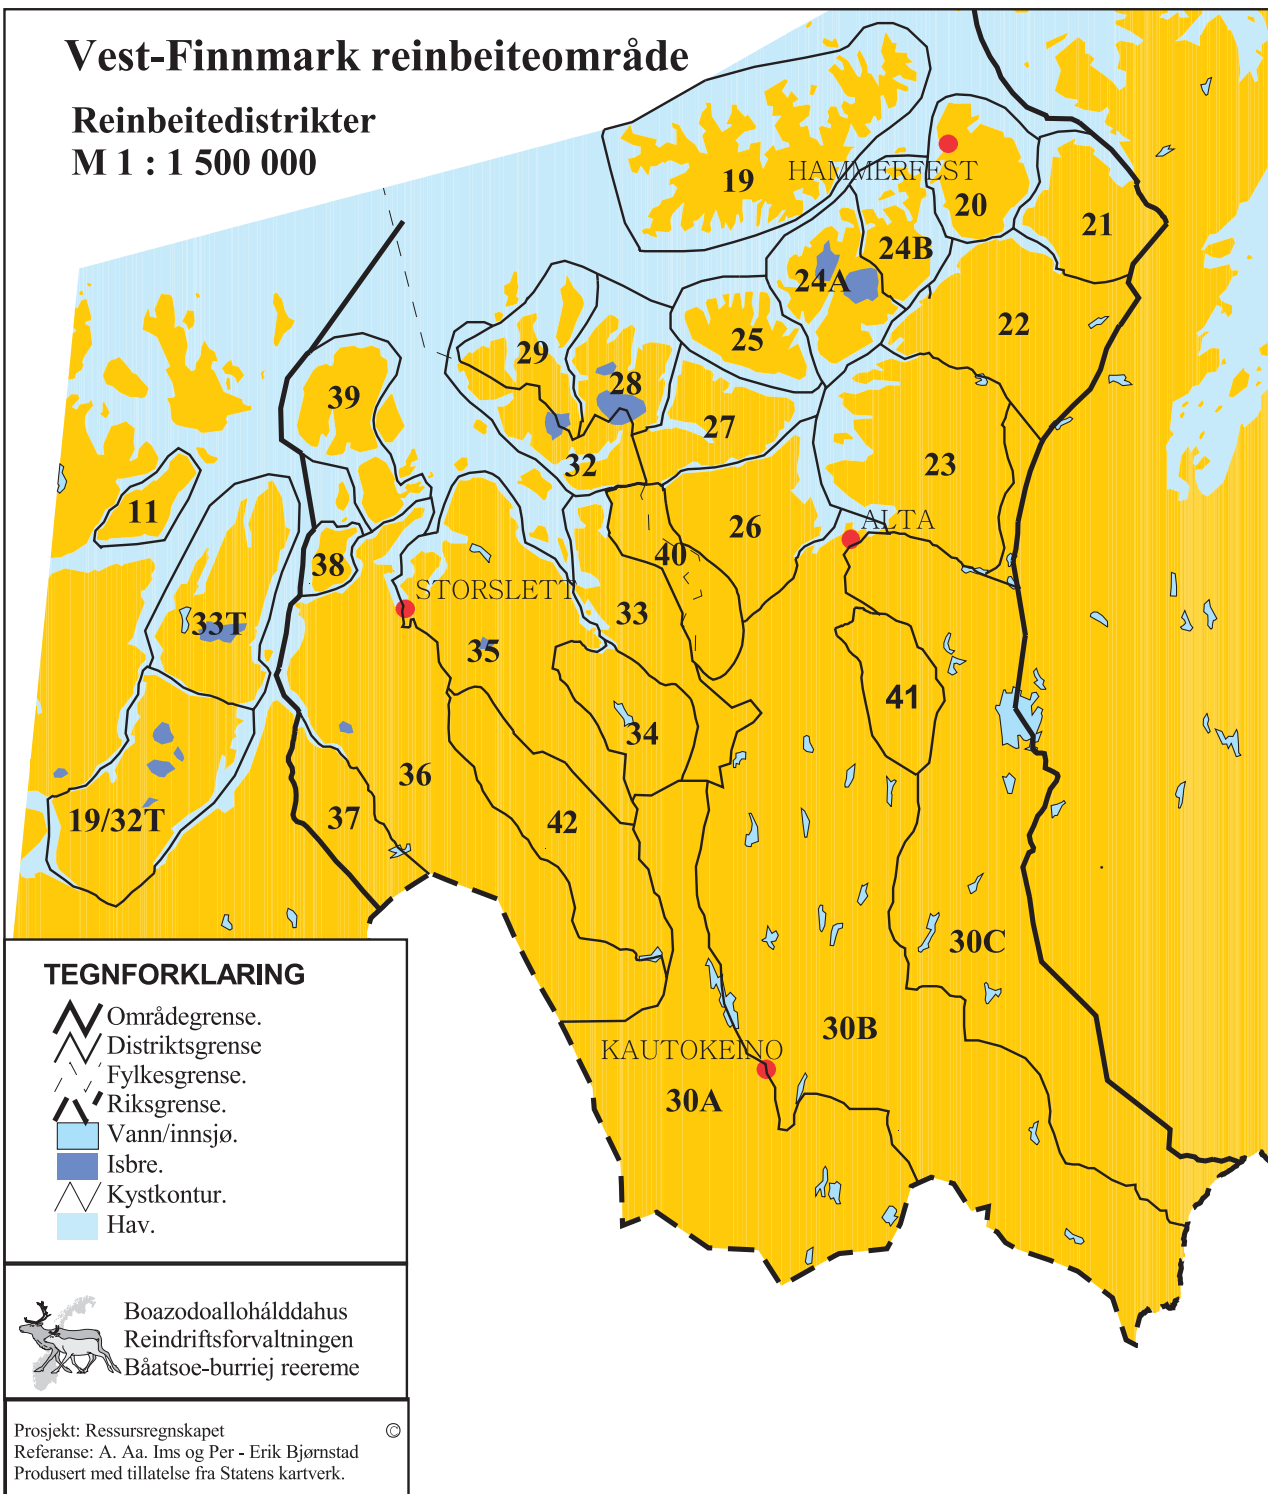 Vest-Finnmark reinbeiteområde
Reinbeitedistrikter
M 1 : 1 500 000
HAMMERFEST
19
20
21
24B
24A
22
25
29
28
39
27
32
23
11
26
ALTA
40
38
STORSLETT
33
33T
35
41
34
36
37
42
19/32T
30C
30B
KAUTOKEINO
30A
TEGNFORKLARING
Områdegrense.
Distriktsgrense
Fylkesgrense.
Riksgrense.
Vann/innsjø.
Isbre.
Kystkontur.
Hav.
Boazodoallohálddahus
Reindriftsforvaltningen
Båatsoe-burriej reereme
Prosjekt: Ressursregnskapet ©
Referanse: A. Aa. Ims og Per - Erik Bjørnstad
Produsert med tillatelse fra Statens kartverk.